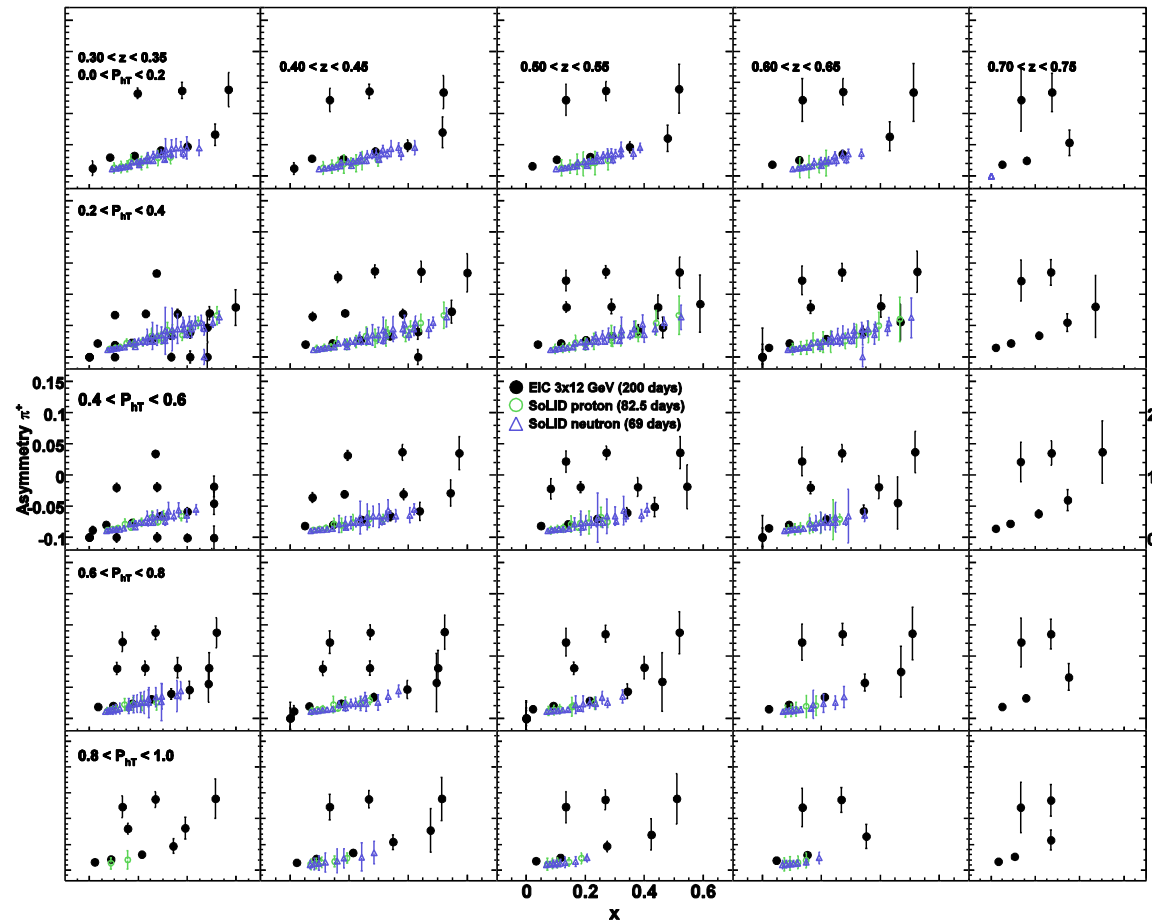 0.30 < z < 0.35
0.0 < P_hT < 0.2
0.40 < z < 0.45
0.50 < z < 0.55
0.60 < z < 0.65
0.70 < z < 0.75
0.2 < P_hT < 0.4
0.4 < P_hT < 0.6
EIC 3x12 GeV (200 days)
SoLID proton (82.5 days)
SoLID neutron (69 days)
Asymmetry π⁺
0.15
0.1
0.05
0
-0.05
-0.1
2
0
0.6 < P_hT < 0.8
0.8 < P_hT < 1.0
0 0.2 0.4 0.6
x